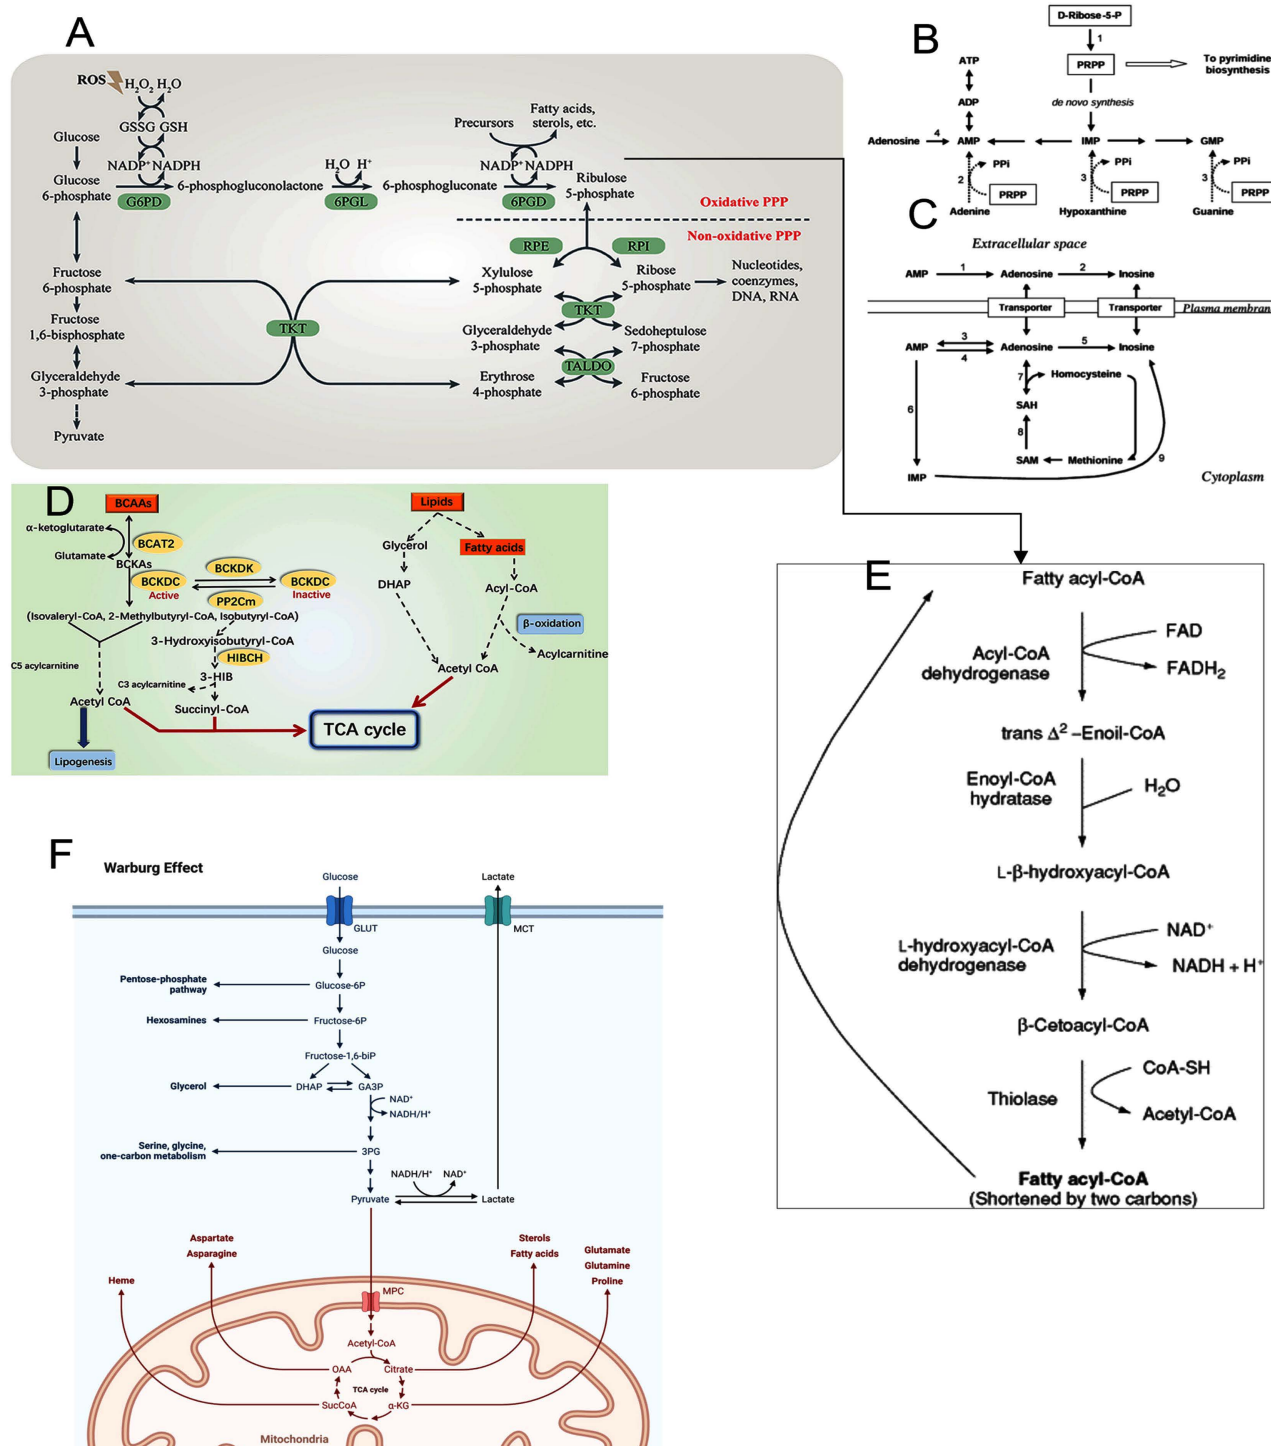 A
ROS
H₂O₂ H₂O
GSSG GSH
Glucose
NADP⁺ NADPH
Glucose
6-phosphate
G6PD
6-phosphogluconolactone
H₂O H⁺
6PGL
6-phosphogluconate
Precursors
Fatty acids,
sterols, etc.
NADP⁺ NADPH
6PGD
Ribulose
5-phosphate
Oxidative PPP
Non-oxidative PPP
RPE
RPI
Fructose
6-phosphate
Xylulose
5-phosphate
Ribose
5-phosphate
Nucleotides,
coenzymes,
DNA, RNA
Fructose
1,6-bisphosphate
TKT
TKT
Glyceraldehyde
3-phosphate
Sedoheptulose
7-phosphate
TALDO
Glyceraldehyde
3-phosphate
Erythrose
4-phosphate
Fructose
6-phosphate
Pyruvate
B
D-Ribose-5-P
1
PRPP
To pyrimidine
biosynthesis
ATP
ADP
de novo synthesis
Adenosine
4
AMP
IMP
GMP
PPi
PPi
PPi
2
3
3
PRPP
PRPP
PRPP
Adenine
Hypoxanthine
Guanine
C
Extracellular space
AMP
1
Adenosine
2
Inosine
Transporter
Transporter
Plasma membran
AMP
3
4
Adenosine
5
Inosine
7
Homocysteine
SAH
6
8
SAM
Methionine
9
IMP
Cytoplasm
D
BCAAs
α-ketoglutarate
BCAT2
Glutamate
BCKAs
BCKDC
Active
BCKDK
BCKDC
Inactive
PP2Cm
(Isovaleryl-CoA, 2-Methylbutyryl-CoA, Isobutyryl-CoA)
3-Hydroxyisobutyryl-CoA
HIBCH
C5 acylcarnitine
3-HIB
C3 acylcarnitine
Acetyl CoA
Succinyl-CoA
Lipogenesis
Lipids
Glycerol
Fatty acids
DHAP
Acyl-CoA
β-oxidation
Acylcarnitine
Acetyl CoA
TCA cycle
E
Fatty acyl-CoA
Acyl-CoA
dehydrogenase
FAD
FADH₂
trans Δ² –Enoil-CoA
Enoyl-CoA
hydratase
H₂O
L-β-hydroxyacyl-CoA
L-hydroxyacyl-CoA
dehydrogenase
NAD⁺
NADH + H⁺
β-Cetoacyl-CoA
CoA-SH
Thiolase
Acetyl-CoA
Fatty acyl-CoA
(Shortened by two carbons)
F
Warburg Effect
Glucose
Lactate
GLUT
MCT
Glucose
Pentose-phosphate
pathway
Glucose-6P
Hexosamines
Fructose-6P
Fructose-1,6-biP
Glycerol
DHAP
GA3P
NAD⁺
NADH/H⁺
Serine, glycine,
one-carbon metabolism
3PG
NADH/H⁺
NAD⁺
Pyruvate
Lactate
Aspartate
Asparagine
Sterols
Fatty acids
Glutamate
Glutamine
Proline
Heme
MPC
Acetyl-CoA
OAA
Citrate
TCA cycle
SucCoA
α-KG
Mitochondria